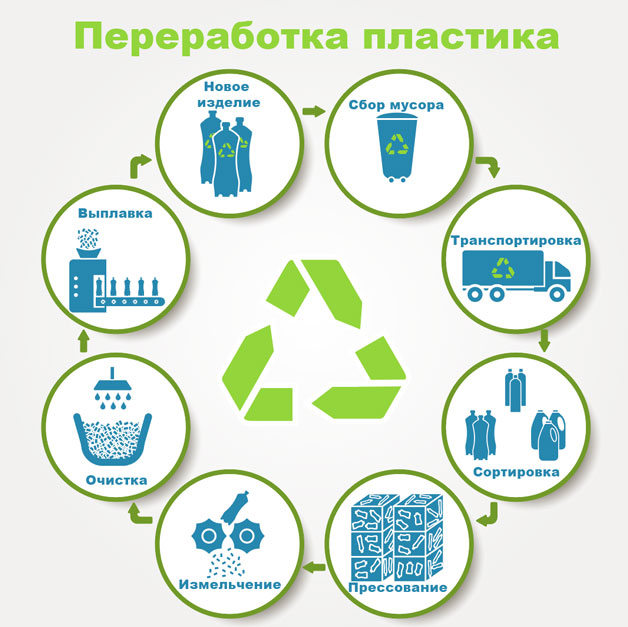 Переработка пластика
Новое
изделие
Сбор мусора
Транспортировка
Сортировка
Прессование
Измельчение
Очистка
Выплавка